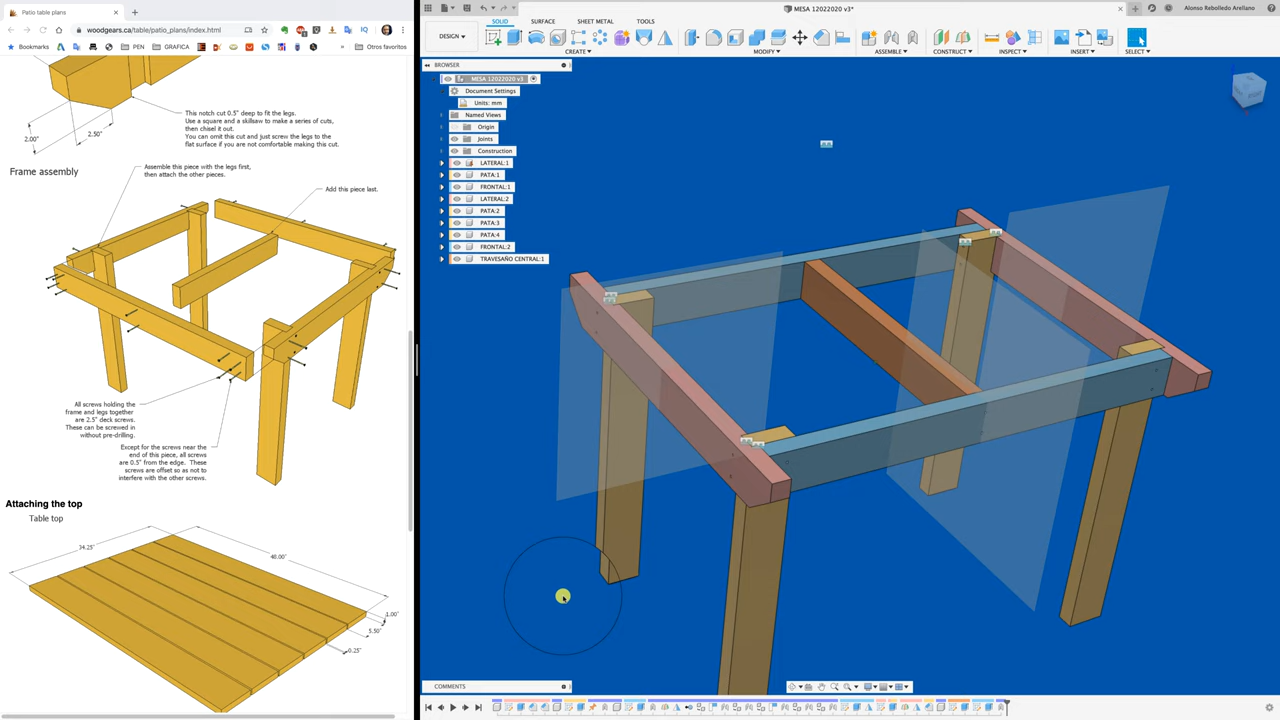 Patio table plans
woodgears.ca/table/patio_plans/index.html
Bookmarks
PEN
GRAFICA
IQ
Otros favoritos
This notch cut 0.5" deep to fit the legs.
Use a square and a skillsaw to make a series of cuts,
then chisel it out.
You can omit this cut and just screw the legs to the
flat surface if you are not comfortable making this cut.
2.00"
2.50"
Frame assembly
Assemble this piece with the legs first,
then attach the other pieces.
Add this piece last.
All screws holding the
frame and legs together
are 2.5" deck screws.
These can be screwed in
without pre-drilling.
Except for the screws near the
end of this piece, all screws
are 0.5" from the edge. These
screws are offset so as not to
interfere with the other screws.
Attaching the top
Table top
34.25"
40.00"
1.00"
5.50"
0.25"
MESA 12022020 v3*
Alonso Rebolledo Arellano
SOLID
SURFACE
SHEET METAL
TOOLS
DESIGN
CREATE
MODIFY
ASSEMBLE
CONSTRUCT
INSPECT
INSERT
SELECT
BROWSER
MESA 12022020 v3
Document Settings
Units: mm
Named Views
Origin
Joints
Construction
LATERAL:1
PATA:1
FRONTAL:1
LATERAL:2
PATA:2
PATA:3
PATA:4
FRONTAL:2
TRAVESAÑO CENTRAL:1
COMMENTS